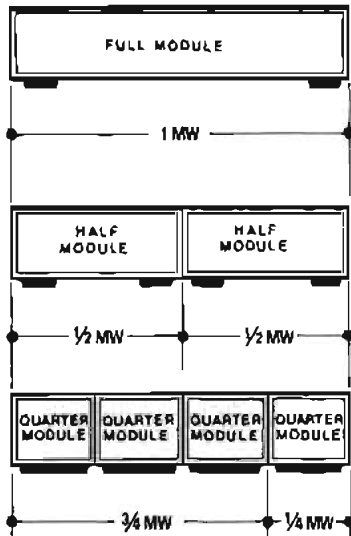 FULL MODULE
1 MW
HALF
MODULE
HALF
MODULE
1/2 MW
1/2 MW
QUARTER
MODULE
QUARTER
MODULE
QUARTER
MODULE
QUARTER
MODULE
3/4 MW
1/4 MW